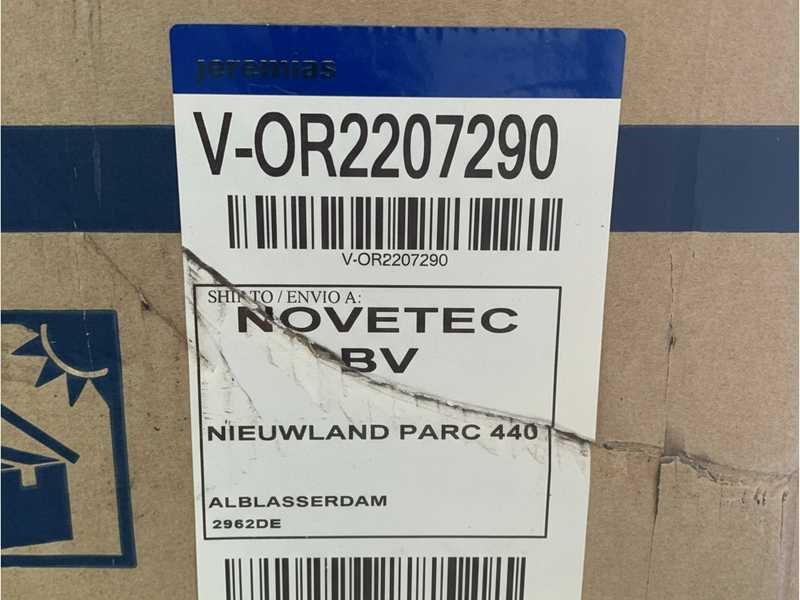 jeremias
V-OR2207290
V-OR2207290
SHIP TO / ENVIO A:
NOVETEC
BV
NIEUWLAND PARC 440
ALBLASSERDAM
2962DE